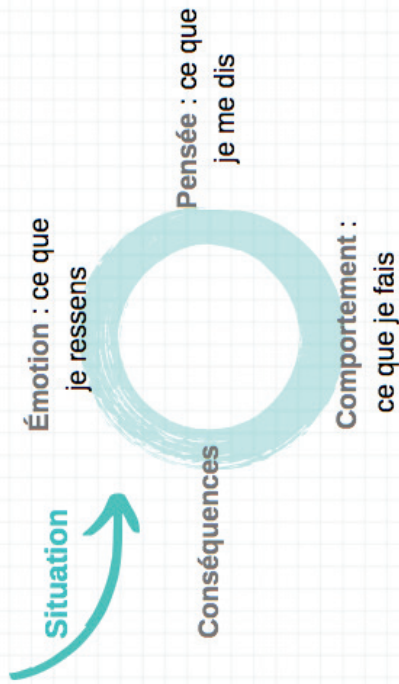 Situation
Émotion : ce que
je ressens
Pensée : ce que
je me dis
Comportement :
ce que je fais
Conséquences